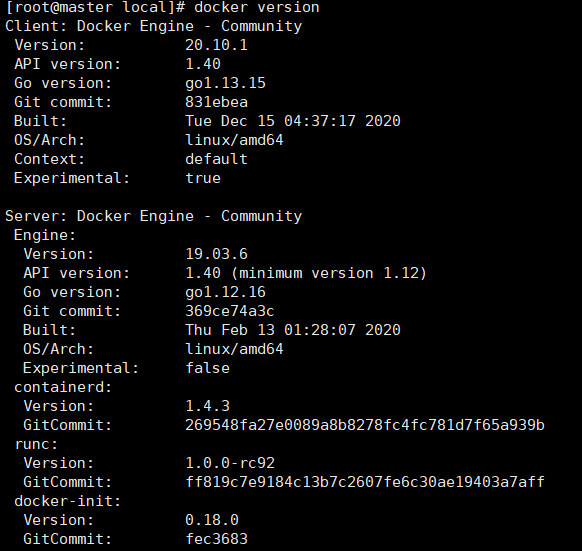 [root@master local]# docker version
Client: Docker Engine - Community
 Version:           20.10.1
 API version:       1.40
 Go version:        go1.13.15
 Git commit:        831ebea
 Built:             Tue Dec 15 04:37:17 2020
 OS/Arch:           linux/amd64
 Context:           default
 Experimental:      true

Server: Docker Engine - Community
 Engine:
  Version:          19.03.6
  API version:      1.40 (minimum version 1.12)
  Go version:       go1.12.16
  Git commit:       369ce74a3c
  Built:            Thu Feb 13 01:28:07 2020
  OS/Arch:          linux/amd64
  Experimental:     false
 containerd:
  Version:          1.4.3
  GitCommit:        269548fa27e0089a8b8278fc4fc781d7f65a939b
 runc:
  Version:          1.0.0-rc92
  GitCommit:        ff819c7e9184c13b7c2607fe6c30ae19403a7aff
 docker-init:
  Version:          0.18.0
  GitCommit:        fec3683